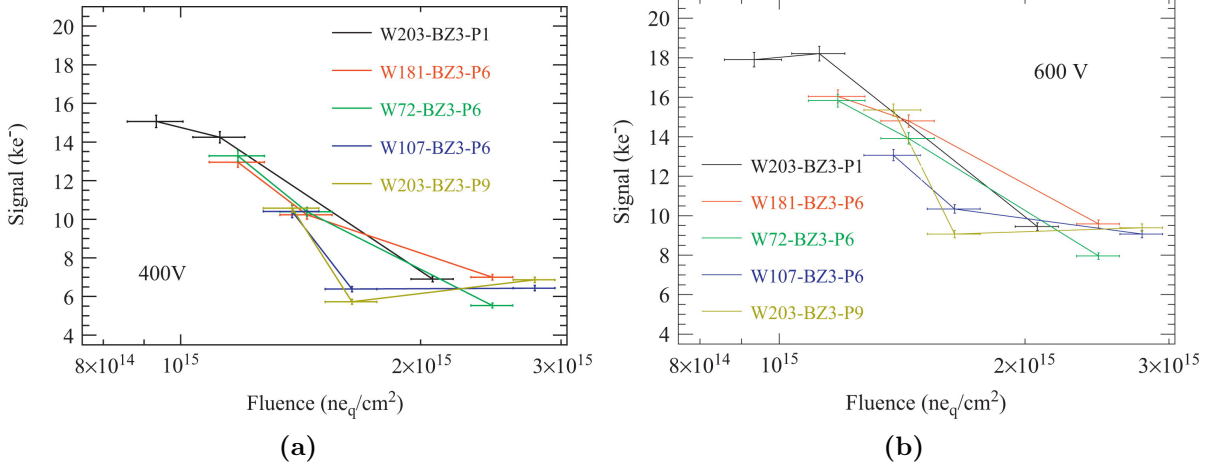 20
18
16
14
12
10
8
6
4
Signal (ke⁻)
W203-BZ3-P1
W181-BZ3-P6
W72-BZ3-P6
W107-BZ3-P6
W203-BZ3-P9
400V
8×10¹⁴ 10¹⁵ 2×10¹⁵ 3×10¹⁵
Fluence (ne_q/cm²)
(a)
20
18
16
14
12
10
8
6
4
Signal (ke⁻)
600 V
W203-BZ3-P1
W181-BZ3-P6
W72-BZ3-P6
W107-BZ3-P6
W203-BZ3-P9
8×10¹⁴ 10¹⁵ 2×10¹⁵ 3×10¹⁵
Fluence (ne_q/cm²)
(b)